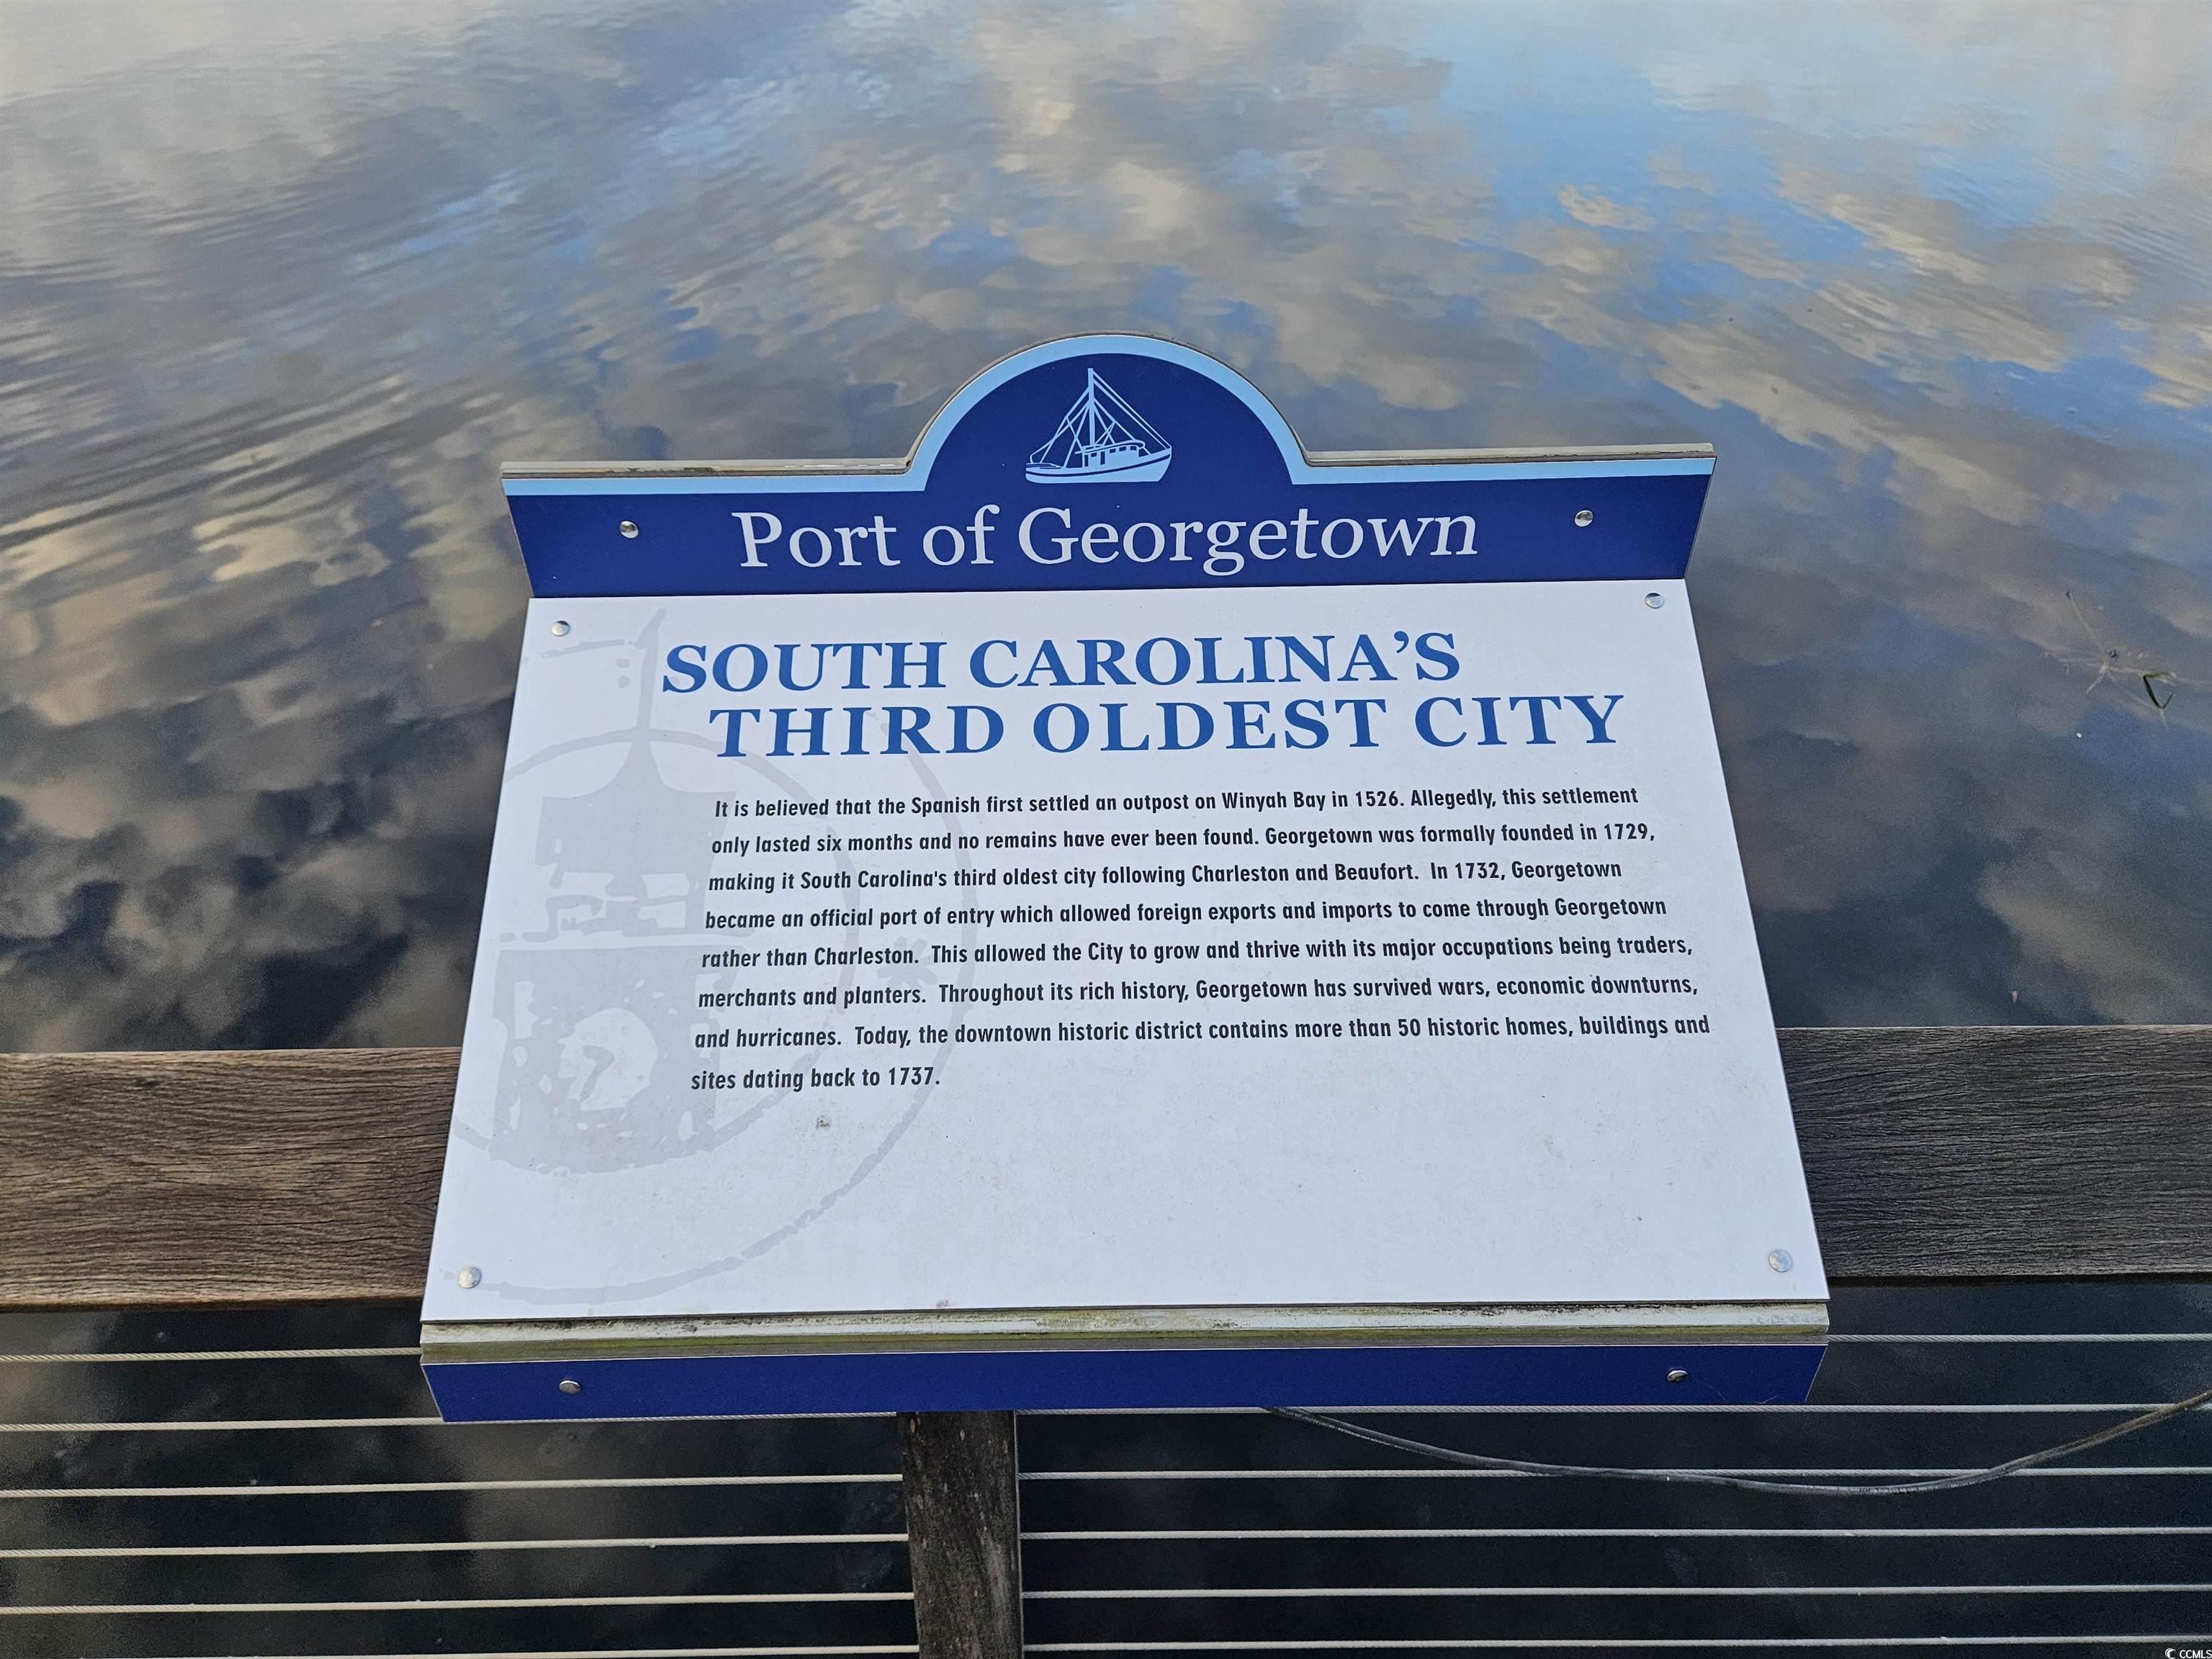 Port of Georgetown
SOUTH CAROLINA'S
THIRD OLDEST CITY
It is believed that the Spanish first settled an outpost on Winyah Bay in 1526. Allegedly, this settlement
only lasted six months and no remains have ever been found. Georgetown was formally founded in 1729,
making it South Carolina's third oldest city following Charleston and Beaufort. In 1732, Georgetown
became an official port of entry which allowed foreign exports and imports to come through Georgetown
rather than Charleston. This allowed the City to grow and thrive with its major occupations being traders,
merchants and planters. Throughout its rich history, Georgetown has survived wars, economic downturns,
and hurricanes. Today, the downtown historic district contains more than 50 historic homes, buildings and
sites dating back to 1737.
CCMLS